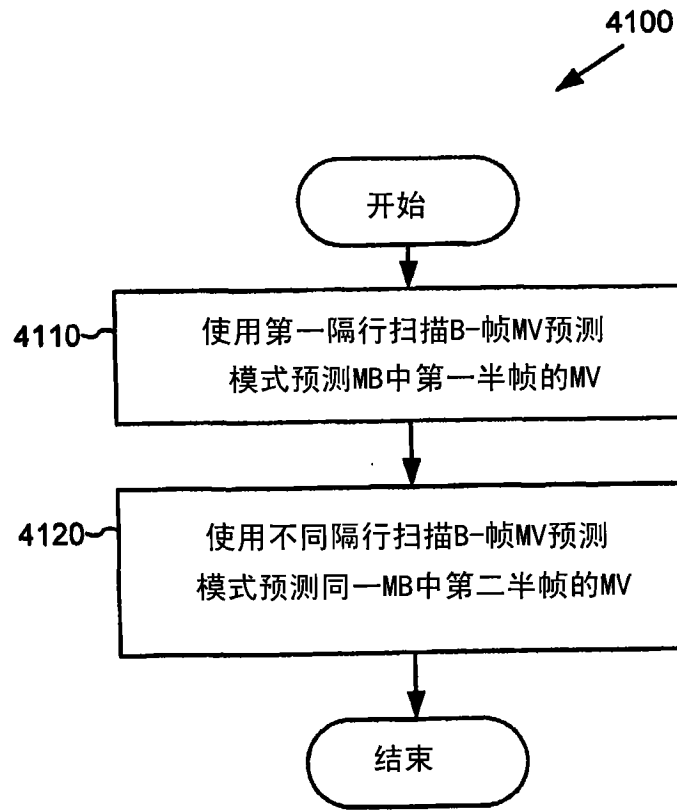 4100
开始
4110
使用第一隔行扫描B-帧MV预测
模式预测MB中第一半帧的MV
4120
使用不同隔行扫描B-帧MV预测
模式预测同一MB中第二半帧的MV
结束